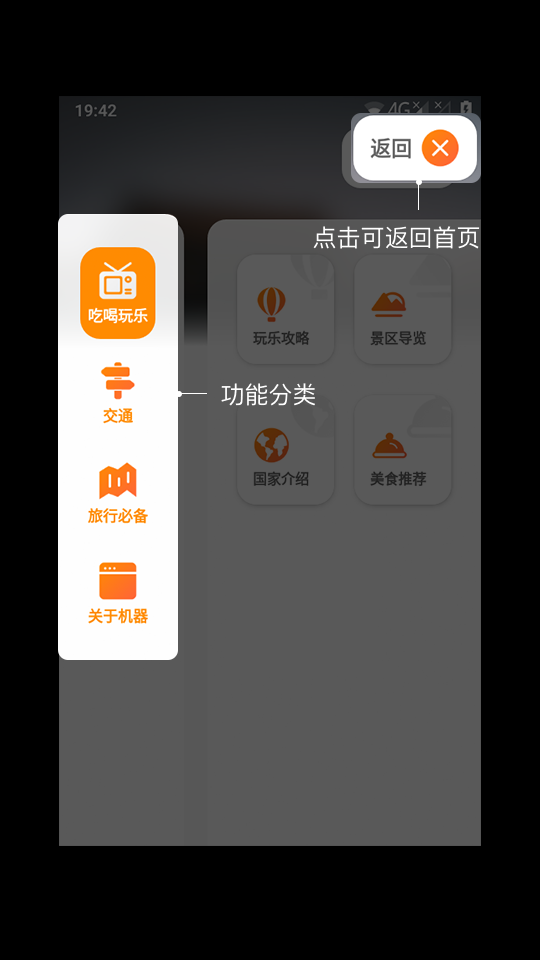 19:42
4G
返回
点击可返回首页
吃喝玩乐
玩乐攻略
景区导览
功能分类
交通
国家介绍
美食推荐
旅行必备
关于机器